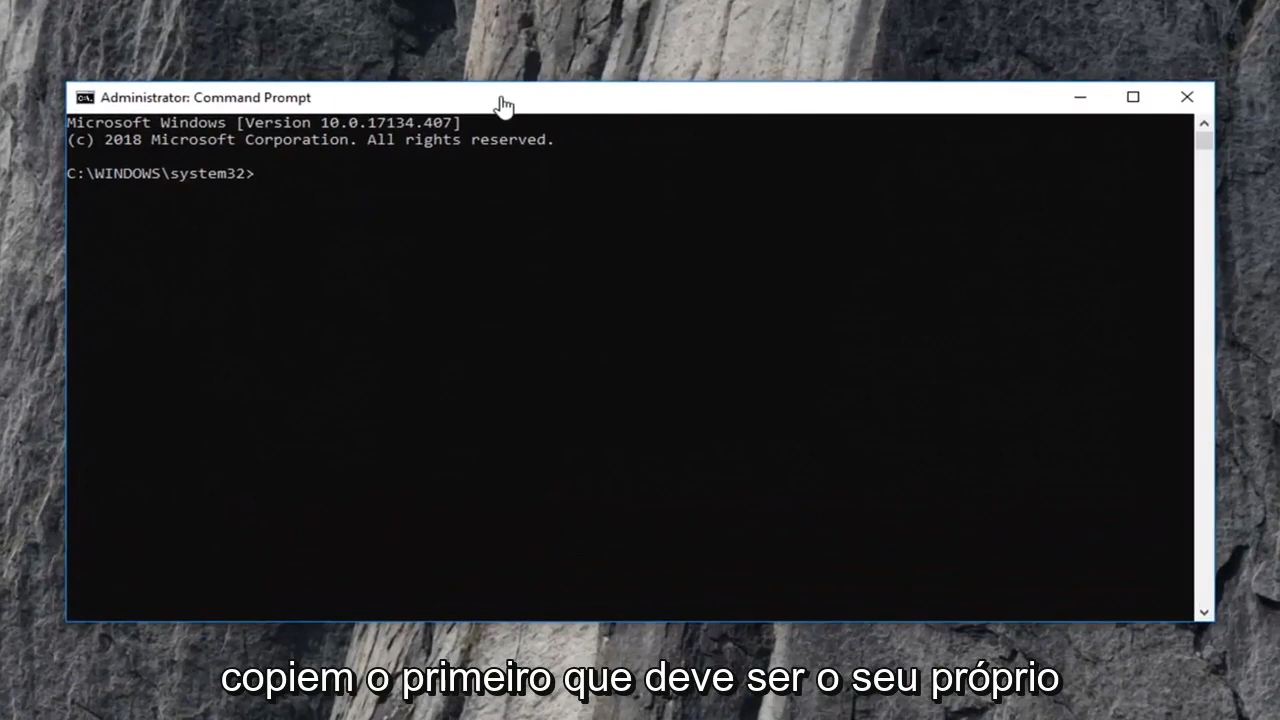 Administrator: Command Prompt
Microsoft Windows [Version 10.0.17134.407]
(c) 2018 Microsoft Corporation. All rights reserved.
C:\WINDOWS\system32>
copiem o primeiro que deve ser o seu próprio